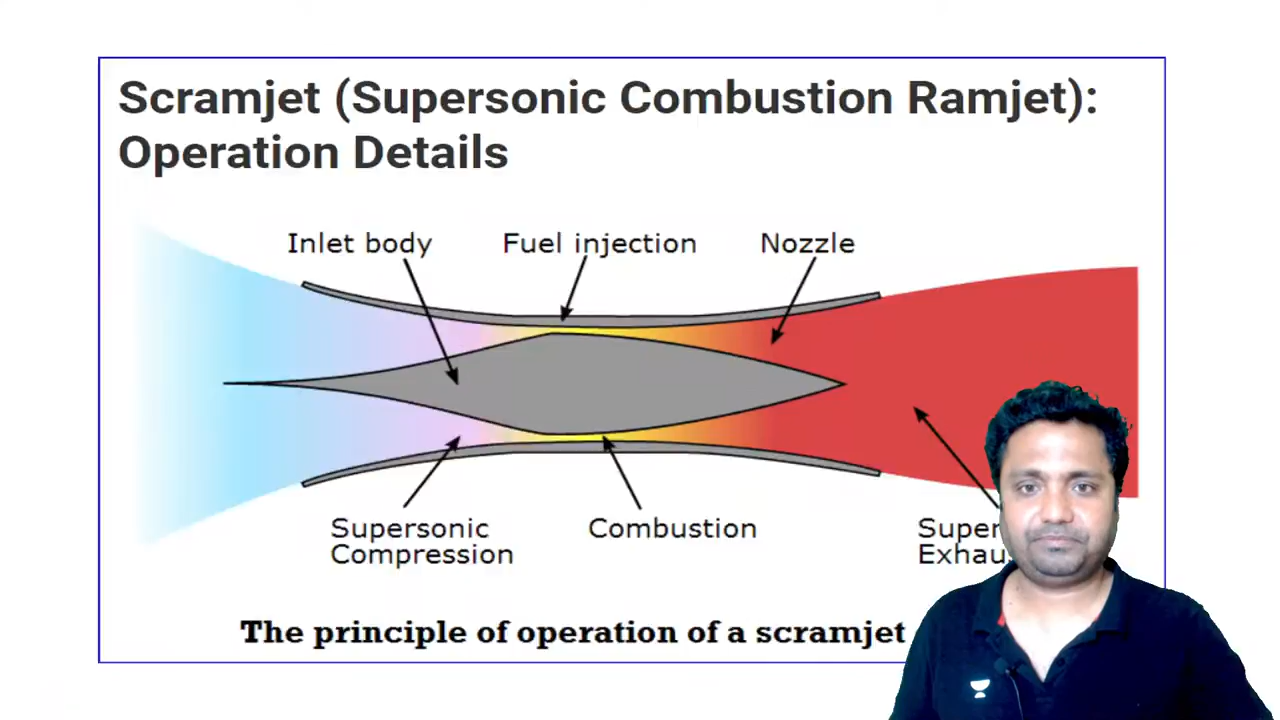 Scramjet (Supersonic Combustion Ramjet):
Operation Details
Inlet body
Fuel injection
Nozzle
Supersonic
Compression
Combustion
The principle of operation of a scramjet